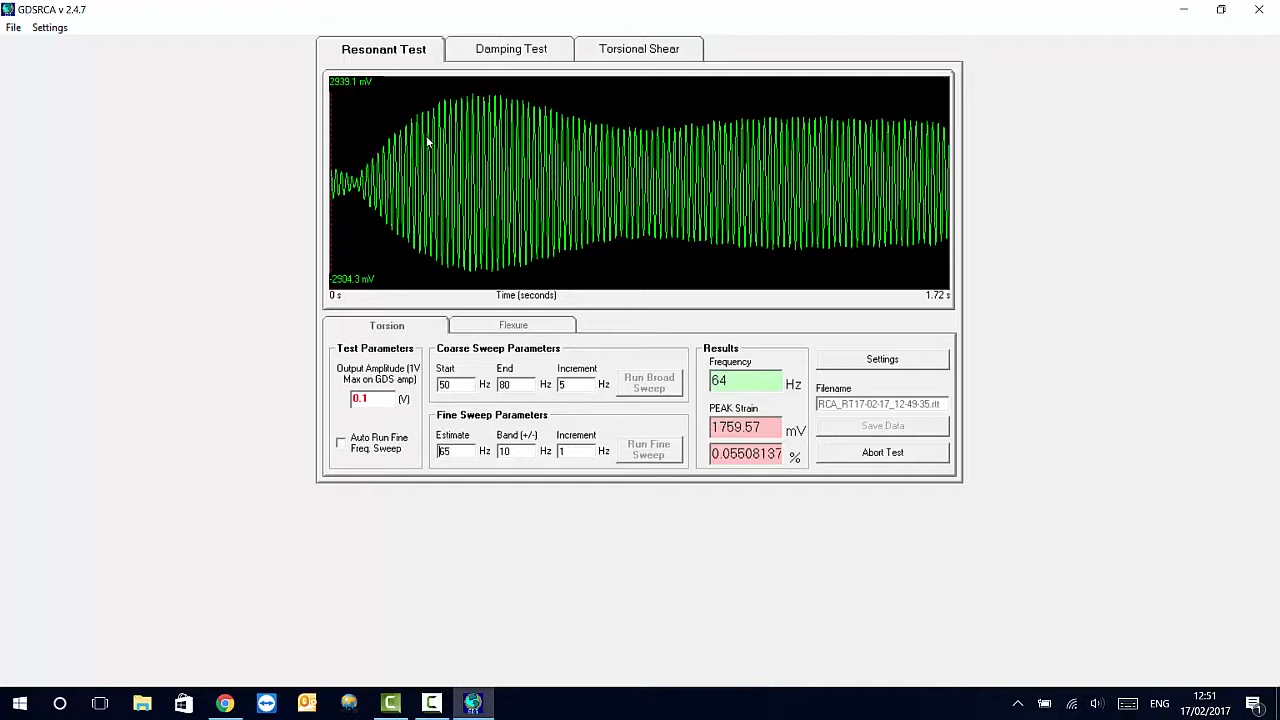 GDSRCA v 2.4.7
File Settings
Resonant Test Damping Test Torsional Shear
2939.1 mV
-2904.3 mV
0 s Time (seconds) 1.72 s
Torsion Flexure
Test Parameters
Output Amplitude (1V
Max on GDS amp)
0.1 (V)
Auto Run Fine
Freq. Sweep
Coarse Sweep Parameters
Start End Increment
50 Hz 80 Hz 5 Hz
Run Broad
Sweep
Fine Sweep Parameters
Estimate Band (+/-) Increment
65 Hz 10 Hz 1 Hz
Run Fine
Sweep
Results
Frequency
64 Hz
PEAK Strain
1759.57 mV
0.05508137 %
Settings
Filename
RCA_RT17-02-17_12-49-35.rtt
Save Data
Abort Test
ENG
12:51
17/02/2017